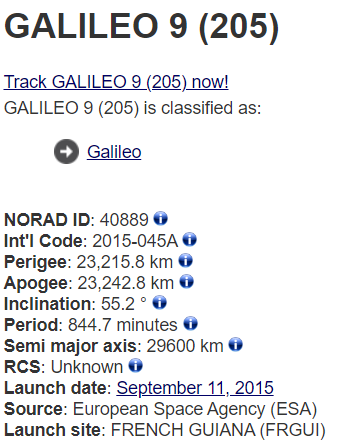 GALILEO 9 (205)
Track GALILEO 9 (205) now!
GALILEO 9 (205) is classified as:
Galileo
NORAD ID: 40889
Int'l Code: 2015-045A
Perigee: 23,215.8 km
Apogee: 23,242.8 km
Inclination: 55.2 °
Period: 844.7 minutes
Semi major axis: 29600 km
RCS: Unknown
Launch date: September 11, 2015
Source: European Space Agency (ESA)
Launch site: FRENCH GUIANA (FRGUI)